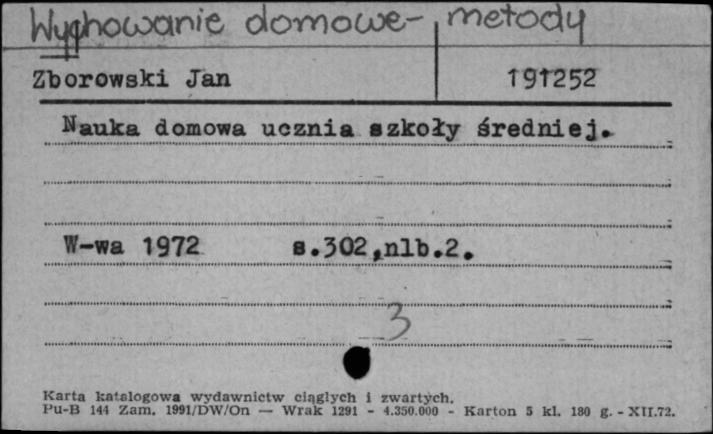 Wychowanie domowe- metody
Zborowski Jan 191252
Nauka domowa ucznia szkoły średniej.
W-wa 1972 s.302,nlb.2.
3
Karta katalogowa wydawnictw ciąglych i zwartych.
Pu-B 144 Zam. 1991/DW/On — Wrak 1291 - 4.350.000 - Karton 5 kl. 180 g. - XII.72.